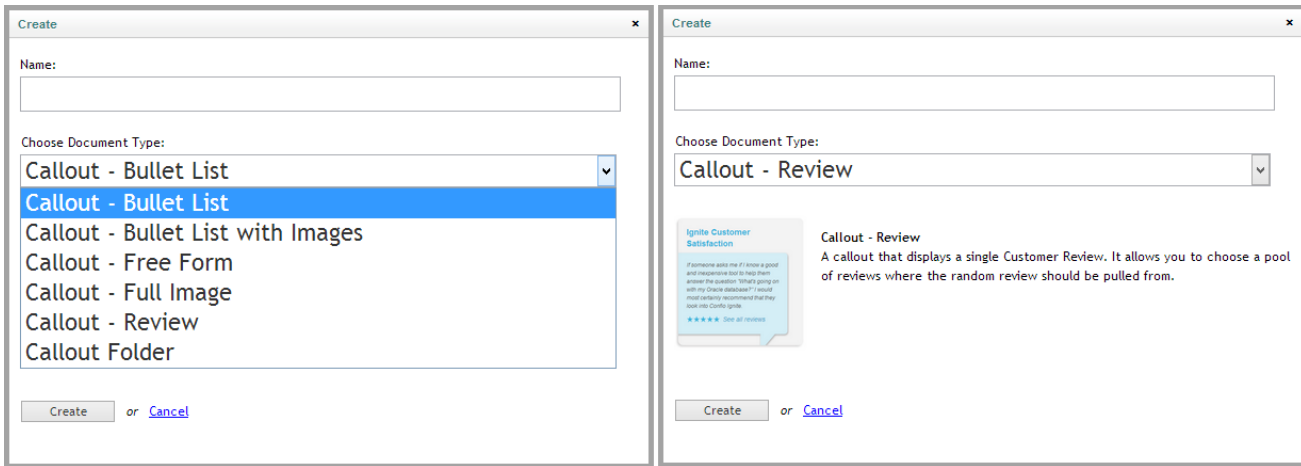 Create
×
Name:
Choose Document Type:
Callout - Bullet List
Callout - Bullet List
Callout - Bullet List with Images
Callout - Free Form
Callout - Full Image
Callout - Review
Callout Folder
Create or Cancel
Create
×
Name:
Choose Document Type:
Callout - Review
Ignite Customer
Satisfaction
If someone asks me if I know a good
and inexpensive tool to help them
answer the question "What's going on
with my Oracle database?" I would
most certainly recommend that they
look into Confio Ignite.
★★★★★ See all reviews
Callout - Review
A callout that displays a single Customer Review. It allows you to choose a pool
of reviews where the random review should be pulled from.
Create or Cancel